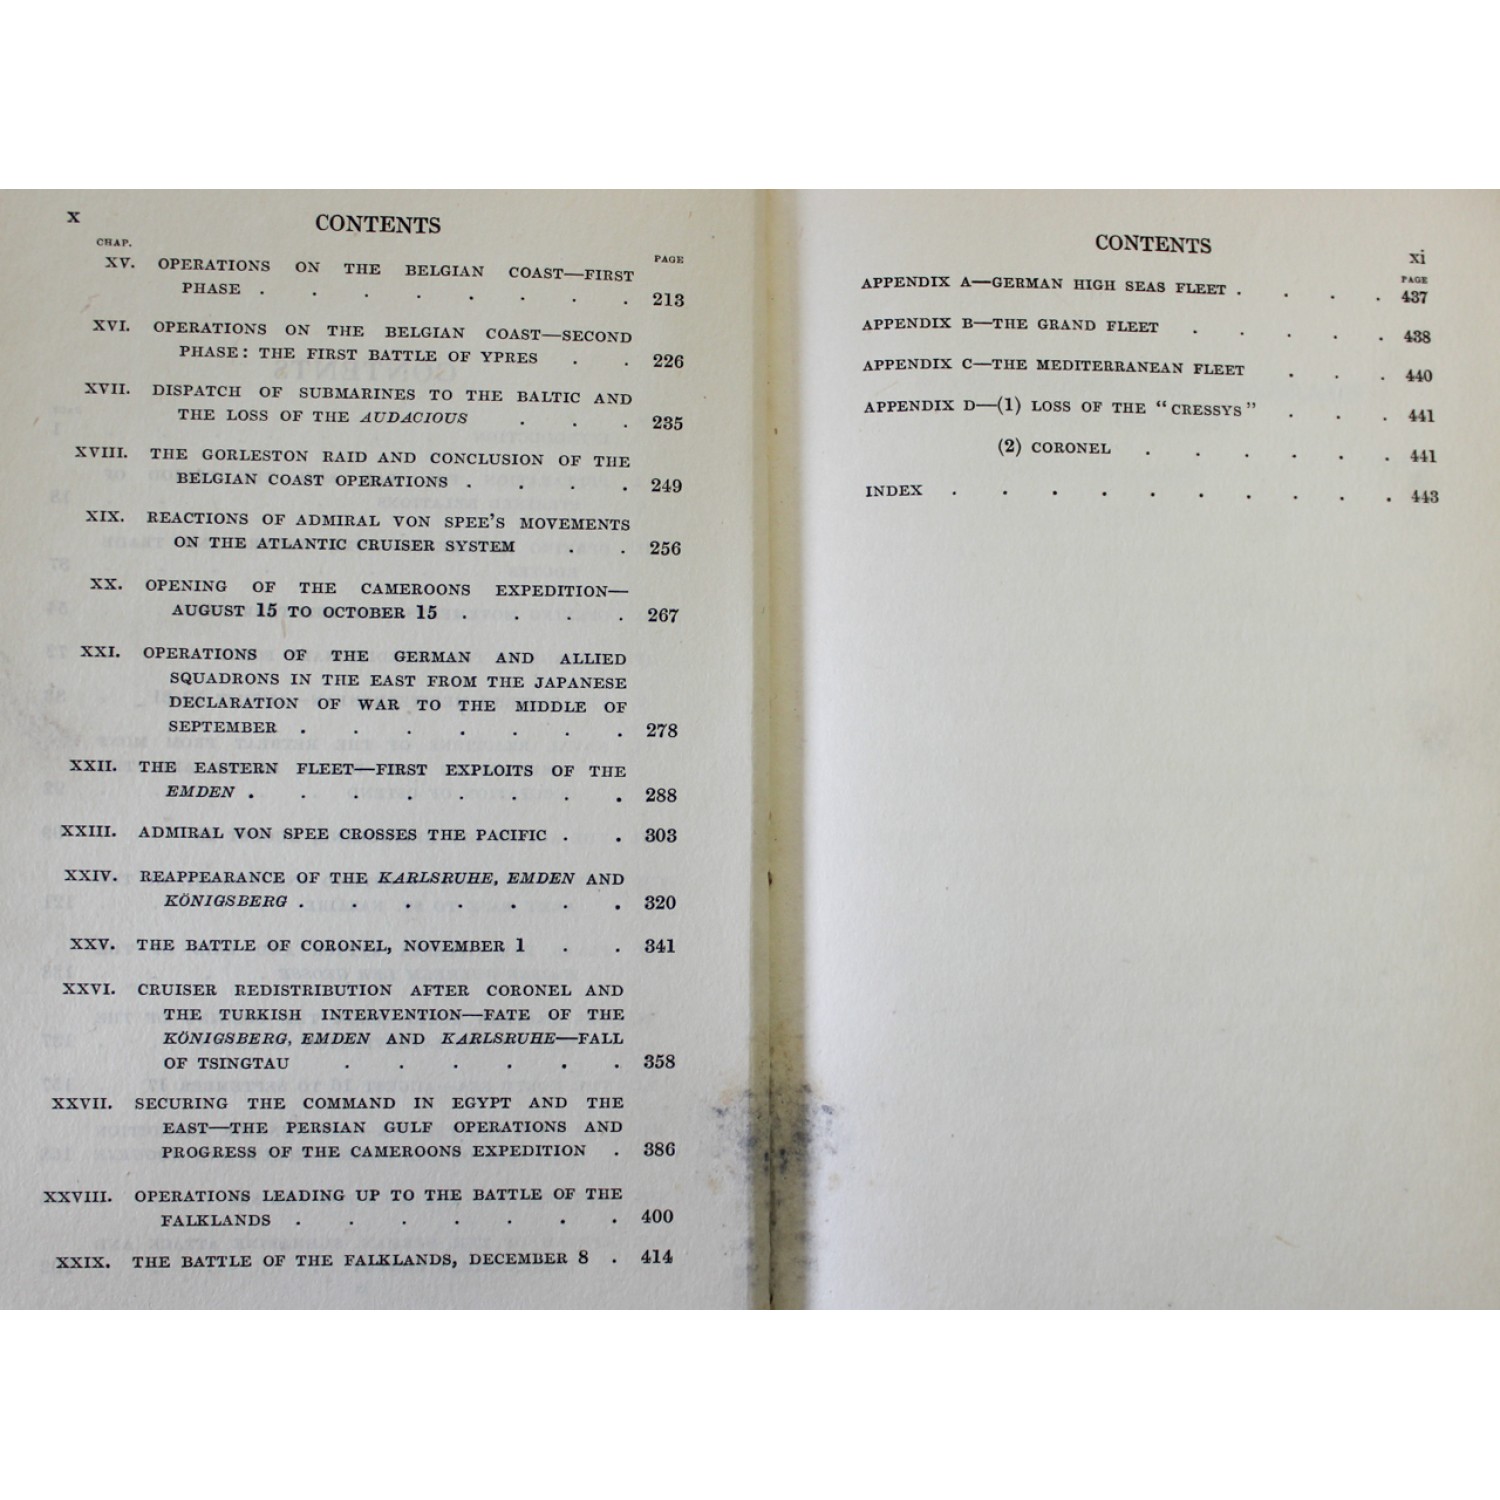 x
CONTENTS
CHAP.
PAGE
XV. OPERATIONS ON THE BELGIAN COAST—FIRST
PHASE . . . . . . . . 213
XVI. OPERATIONS ON THE BELGIAN COAST—SECOND
PHASE: THE FIRST BATTLE OF YPRES . . 226
XVII. DISPATCH OF SUBMARINES TO THE BALTIC AND
THE LOSS OF THE AUDACIOUS . . . 235
XVIII. THE GORLESTON RAID AND CONCLUSION OF THE
BELGIAN COAST OPERATIONS . . . . 249
XIX. REACTIONS OF ADMIRAL VON SPEE'S MOVEMENTS
ON THE ATLANTIC CRUISER SYSTEM . . 256
XX. OPENING OF THE CAMEROONS EXPEDITION—
AUGUST 15 TO OCTOBER 15 . . . . 267
XXI. OPERATIONS OF THE GERMAN AND ALLIED
SQUADRONS IN THE EAST FROM THE JAPANESE
DECLARATION OF WAR TO THE MIDDLE OF
SEPTEMBER . . . . . . . 278
XXII. THE EASTERN FLEET—FIRST EXPLOITS OF THE
EMDEN . . . . . . . . 288
XXIII. ADMIRAL VON SPEE CROSSES THE PACIFIC . . 303
XXIV. REAPPEARANCE OF THE KARLSRUHE, EMDEN AND
KÖNIGSBERG . . . . . . . 320
XXV. THE BATTLE OF CORONEL, NOVEMBER 1 . . 341
XXVI. CRUISER REDISTRIBUTION AFTER CORONEL AND
THE TURKISH INTERVENTION—FATE OF THE
KÖNIGSBERG, EMDEN AND KARLSRUHE—FALL
OF TSINGTAU . . . . . . 358
XXVII. SECURING THE COMMAND IN EGYPT AND THE
EAST—THE PERSIAN GULF OPERATIONS AND
PROGRESS OF THE CAMEROONS EXPEDITION . 386
XXVIII. OPERATIONS LEADING UP TO THE BATTLE OF THE
FALKLANDS . . . . . . . 400
XXIX. THE BATTLE OF THE FALKLANDS, DECEMBER 8 . 414
CONTENTS
xi
PAGE
APPENDIX A—GERMAN HIGH SEAS FLEET . . . . 437
APPENDIX B—THE GRAND FLEET . . . . . 438
APPENDIX C—THE MEDITERRANEAN FLEET . . . 440
APPENDIX D—(1) LOSS OF THE "CRESSYS" . . . 441
(2) CORONEL . . . . . . 441
INDEX . . . . . . . . . . 443